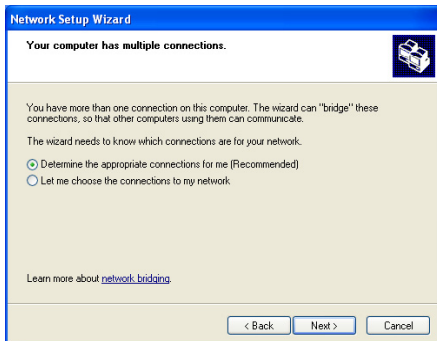 Network Setup Wizard
Your computer has multiple connections.
You have more than one connection on this computer. The wizard can "bridge" these
connections, so that other computers using them can communicate.
The wizard needs to know which connections are for your network.
Determine the appropriate connections for me (Recommended)
Let me choose the connections to my network
Learn more about network bridging.
< Back Next > Cancel